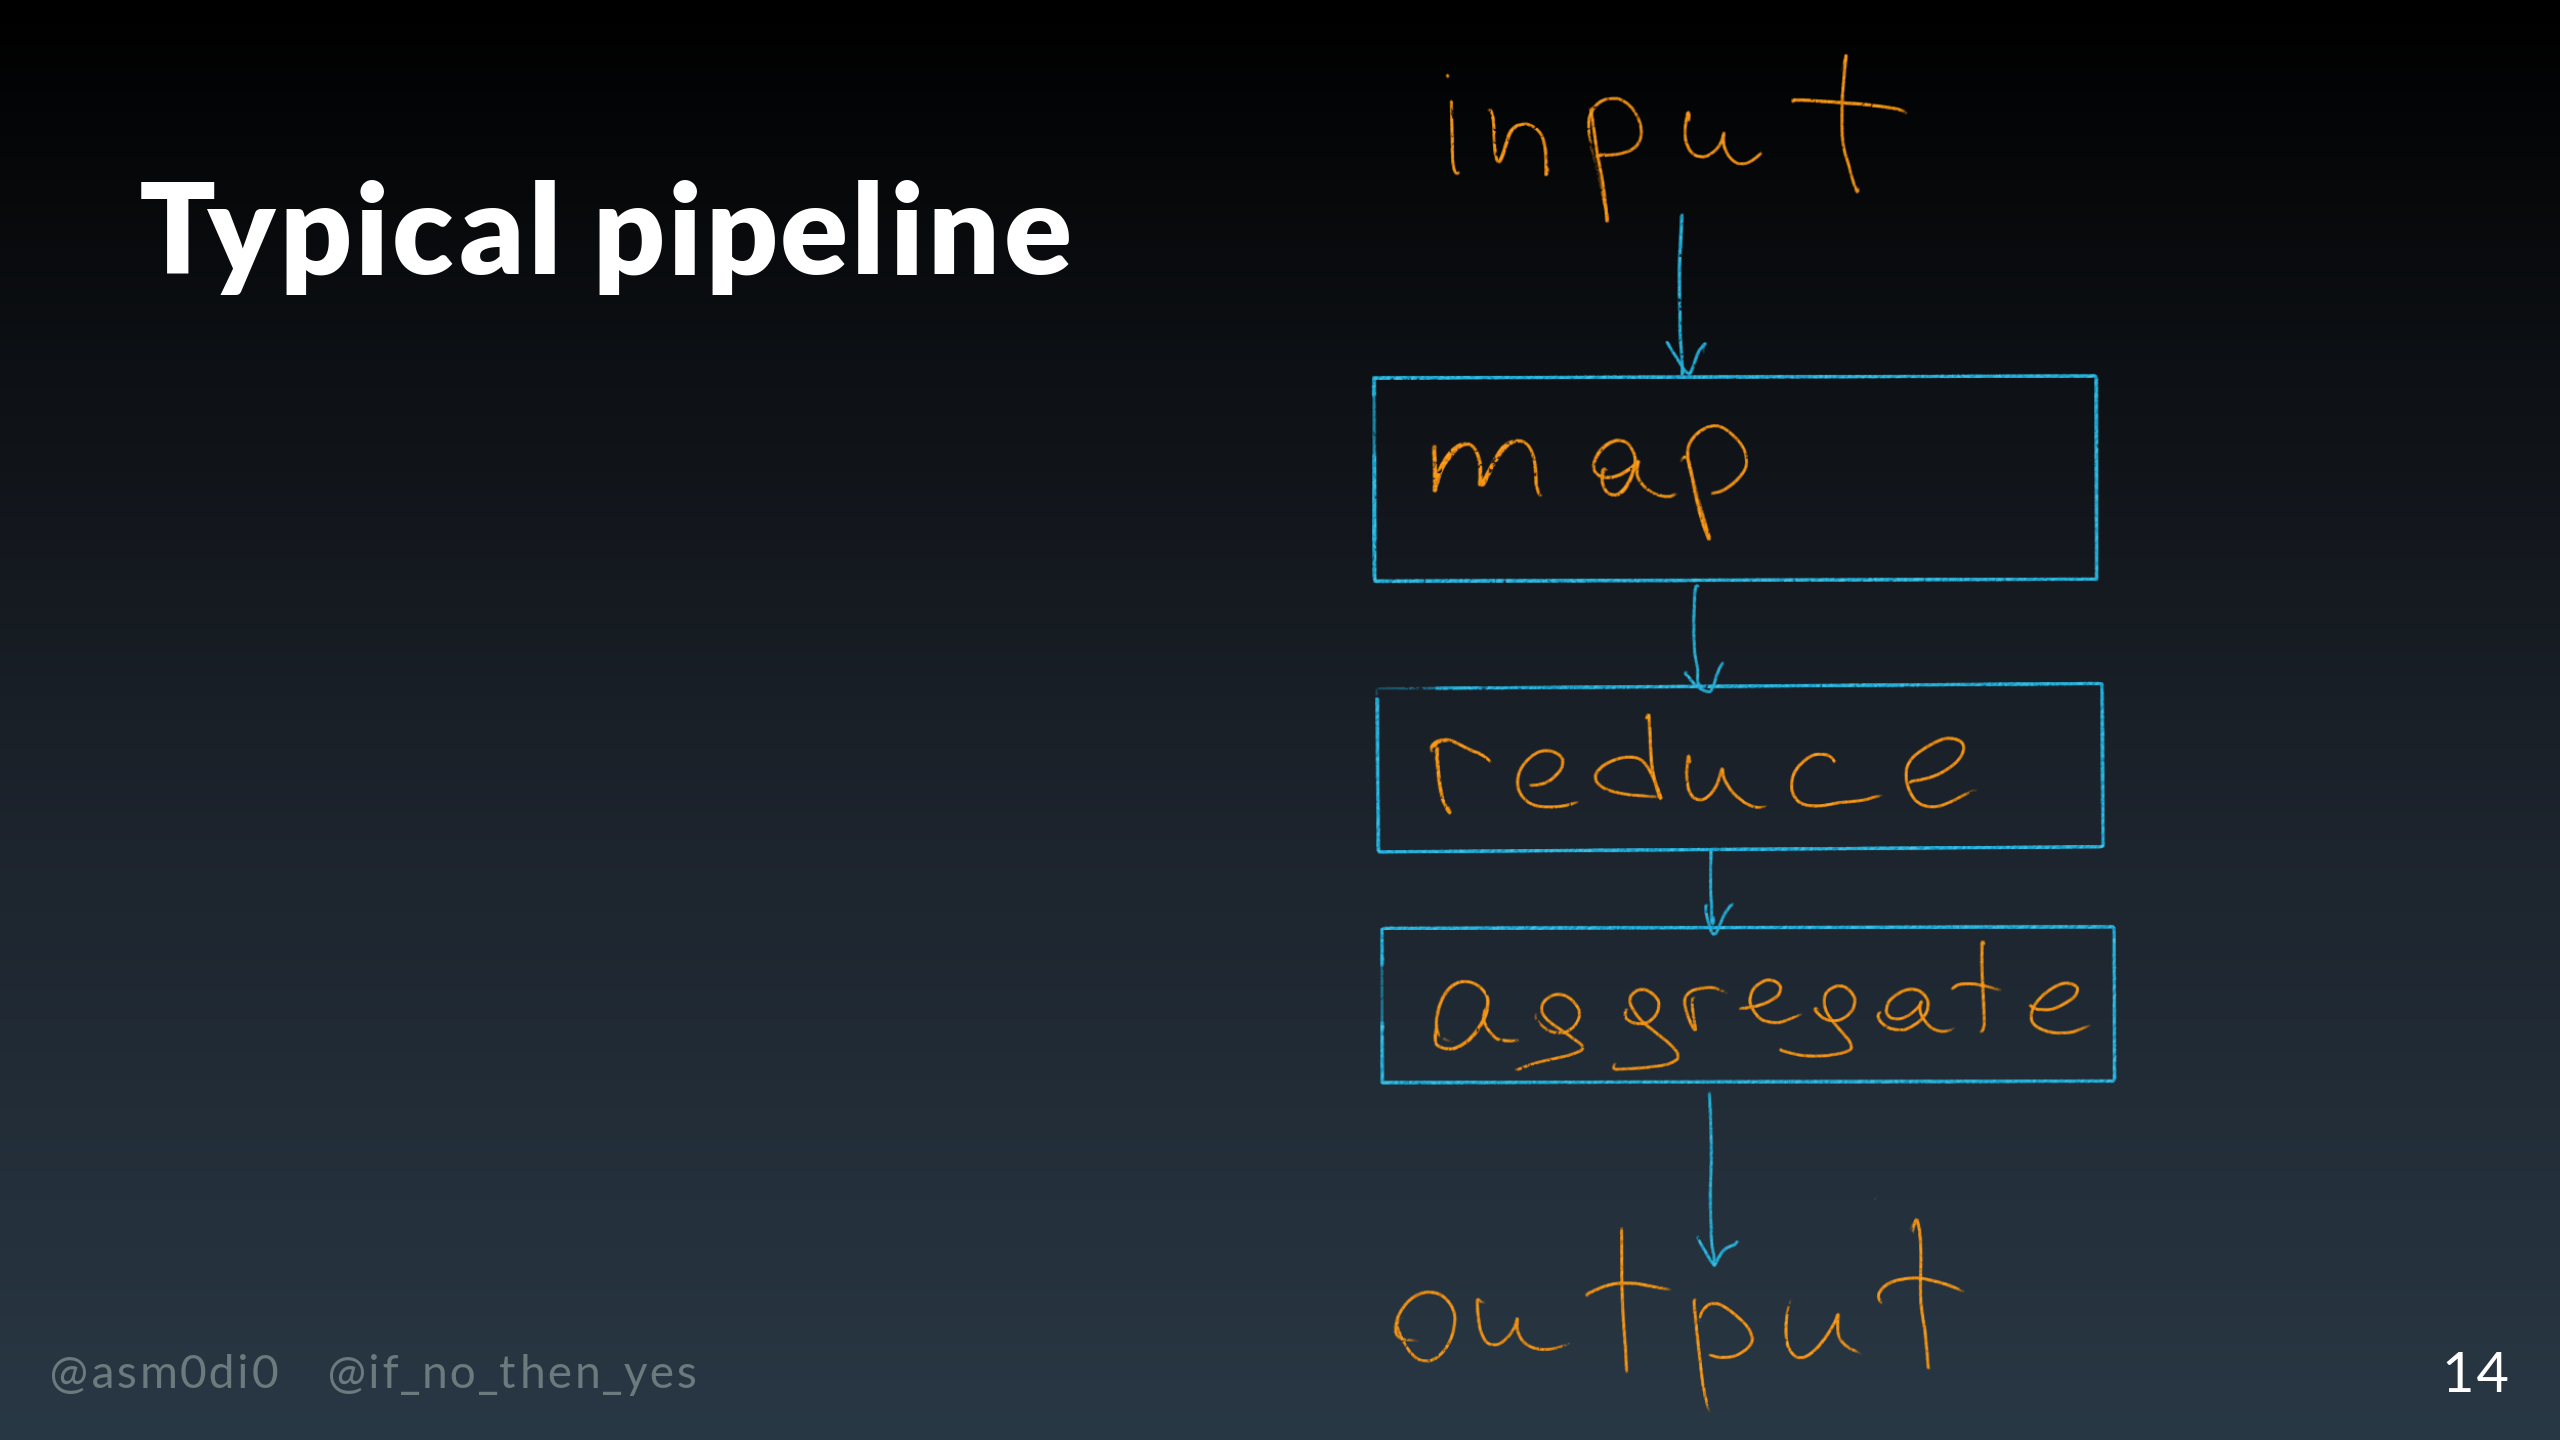 Typical pipeline
input
map
reduce
aggregate
output
@asm0di0 @if_no_then_yes
14